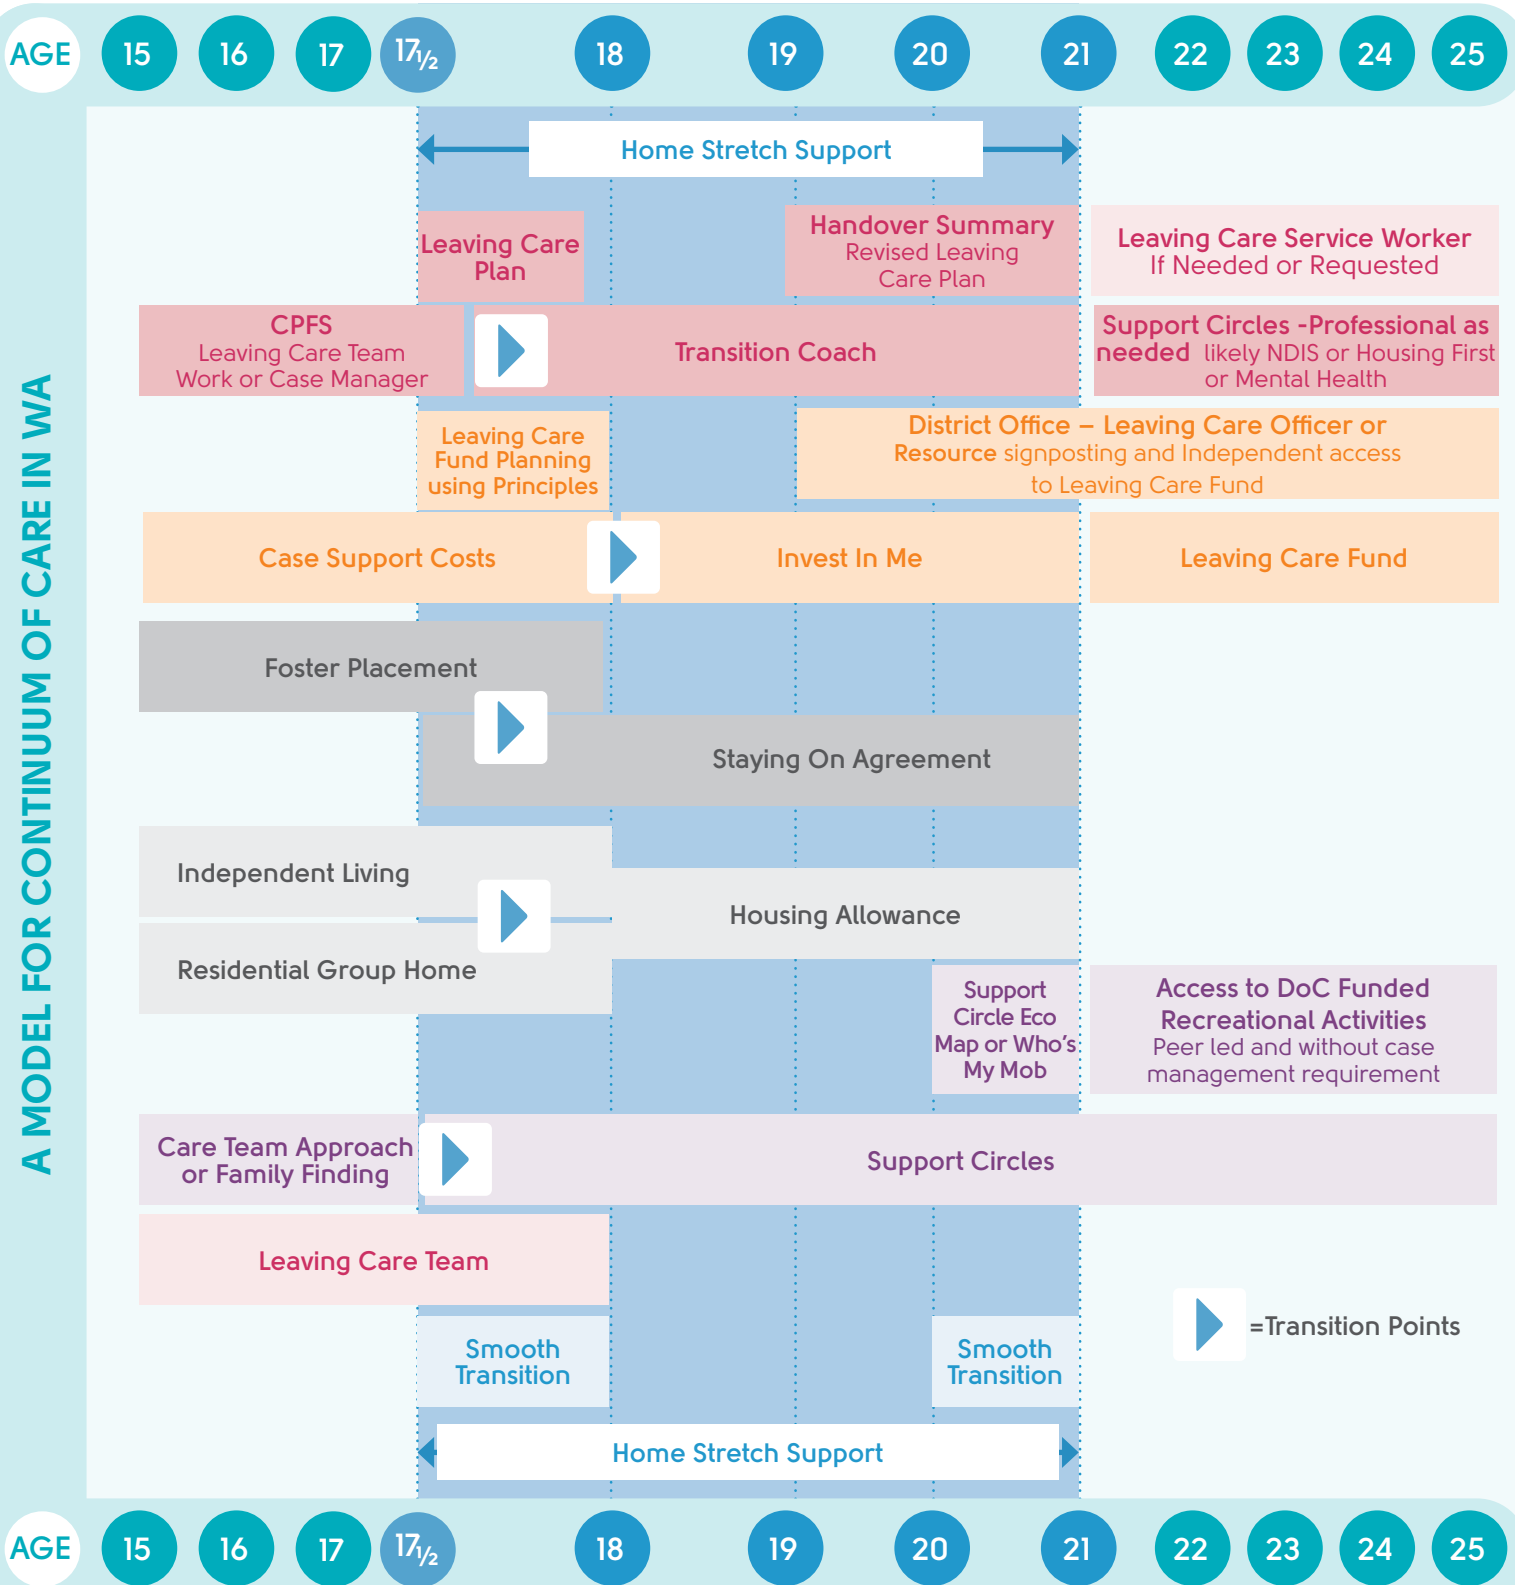 AGE 15 16 17 17½ 18 19 20 21 22 23 24 25
A MODEL FOR CONTINUUM OF CARE IN WA
Home Stretch Support
Leaving Care
Plan
Handover Summary
Revised Leaving
Care Plan
Leaving Care Service Worker
If Needed or Requested
CPFS
Leaving Care Team
Work or Case Manager
Transition Coach
Support Circles -Professional as
needed likely NDIS or Housing First
or Mental Health
Leaving Care
Fund Planning
using Principles
District Office – Leaving Care Officer or
Resource signposting and Independent access
to Leaving Care Fund
Case Support Costs
Invest In Me
Leaving Care Fund
Foster Placement
Staying On Agreement
Independent Living
Housing Allowance
Residential Group Home
Support
Circle Eco
Map or Who's
My Mob
Access to DoC Funded
Recreational Activities
Peer led and without case
management requirement
Care Team Approach
or Family Finding
Support Circles
Leaving Care Team
=Transition Points
Smooth
Transition
Smooth
Transition
Home Stretch Support
AGE 15 16 17 17½ 18 19 20 21 22 23 24 25